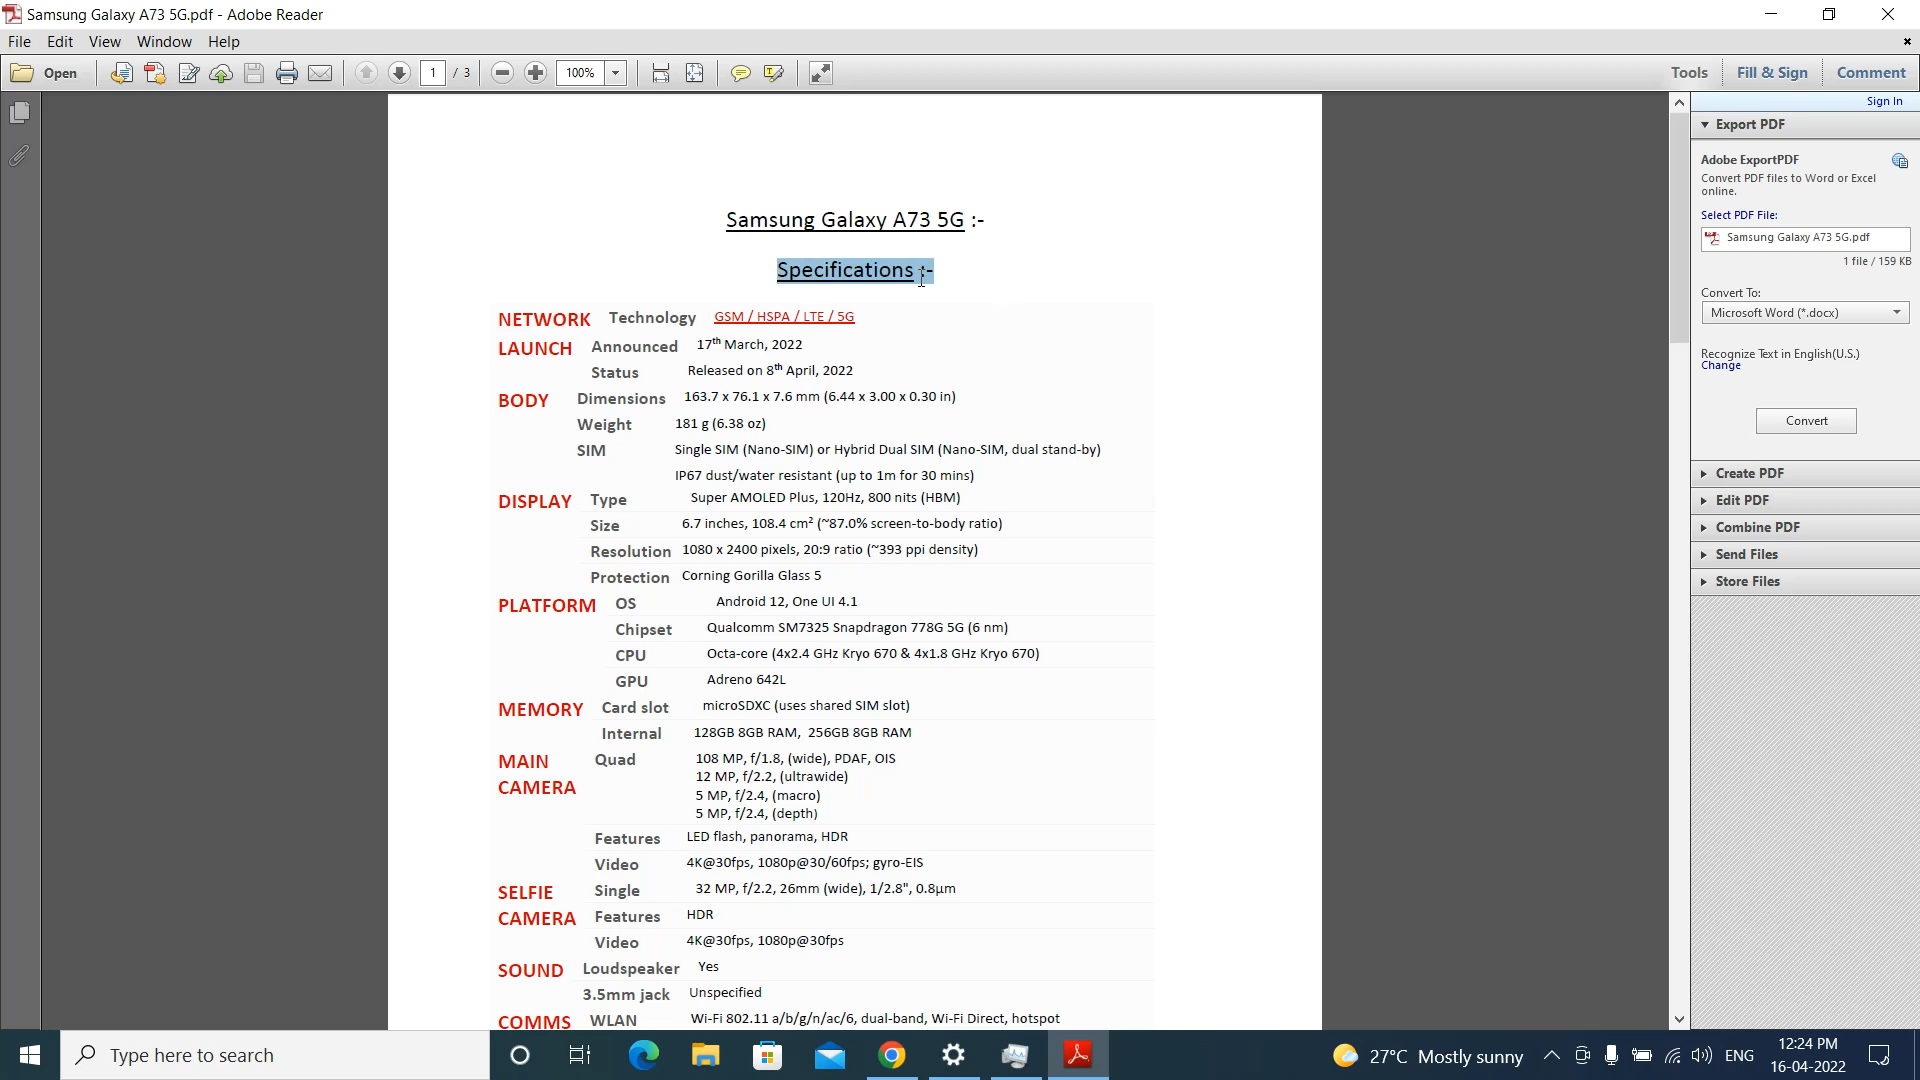 Samsung Galaxy A73 5G.pdf - Adobe Reader
File Edit View Window Help
Open 1 / 3 100% Tools Fill & Sign Comment
Sign In
Export PDF
Adobe ExportPDF
Convert PDF files to Word or Excel
online.
Select PDF File:
Samsung Galaxy A73 5G.pdf
1 file / 159 KB
Convert To:
Microsoft Word (*.docx)
Recognize Text in English(U.S.)
Change
Convert
Create PDF
Edit PDF
Combine PDF
Send Files
Store Files
Samsung Galaxy A73 5G :-
Specifications :-
NETWORK Technology GSM / HSPA / LTE / 5G
LAUNCH Announced 17th March, 2022
Status Released on 8th April, 2022
BODY Dimensions 163.7 x 76.1 x 7.6 mm (6.44 x 3.00 x 0.30 in)
Weight 181 g (6.38 oz)
SIM Single SIM (Nano-SIM) or Hybrid Dual SIM (Nano-SIM, dual stand-by)
IP67 dust/water resistant (up to 1m for 30 mins)
DISPLAY Type Super AMOLED Plus, 120Hz, 800 nits (HBM)
Size 6.7 inches, 108.4 cm² (~87.0% screen-to-body ratio)
Resolution 1080 x 2400 pixels, 20:9 ratio (~393 ppi density)
Protection Corning Gorilla Glass 5
PLATFORM OS Android 12, One UI 4.1
Chipset Qualcomm SM7325 Snapdragon 778G 5G (6 nm)
CPU Octa-core (4x2.4 GHz Kryo 670 & 4x1.8 GHz Kryo 670)
GPU Adreno 642L
MEMORY Card slot microSDXC (uses shared SIM slot)
Internal 128GB 8GB RAM, 256GB 8GB RAM
MAIN CAMERA Quad 108 MP, f/1.8, (wide), PDAF, OIS
12 MP, f/2.2, (ultrawide)
5 MP, f/2.4, (macro)
5 MP, f/2.4, (depth)
Features LED flash, panorama, HDR
Video 4K@30fps, 1080p@30/60fps; gyro-EIS
SELFIE CAMERA Single 32 MP, f/2.2, 26mm (wide), 1/2.8", 0.8µm
Features HDR
Video 4K@30fps, 1080p@30fps
SOUND Loudspeaker Yes
3.5mm jack Unspecified
COMMS WLAN Wi-Fi 802.11 a/b/g/n/ac/6, dual-band, Wi-Fi Direct, hotspot
Type here to search
27°C Mostly sunny
ENG
12:24 PM
16-04-2022